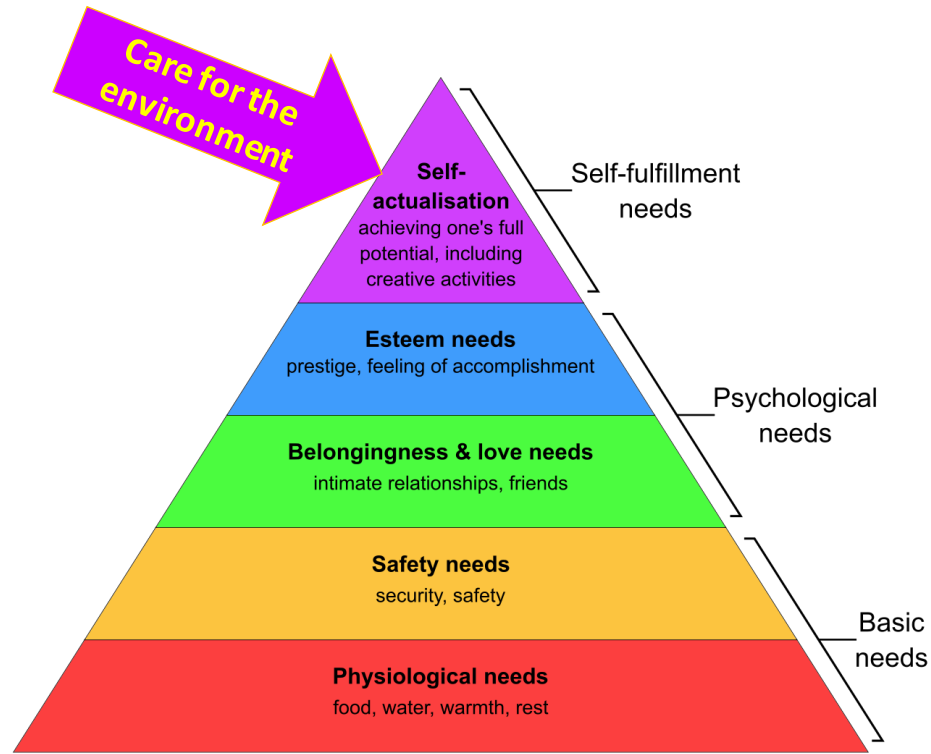 Care for the
environment
Self-
actualisation
achieving one's full
potential, including
creative activities
Self-fulfillment
needs
Esteem needs
prestige, feeling of accomplishment
Psychological
needs
Belongingness & love needs
intimate relationships, friends
Safety needs
security, safety
Basic
needs
Physiological needs
food, water, warmth, rest